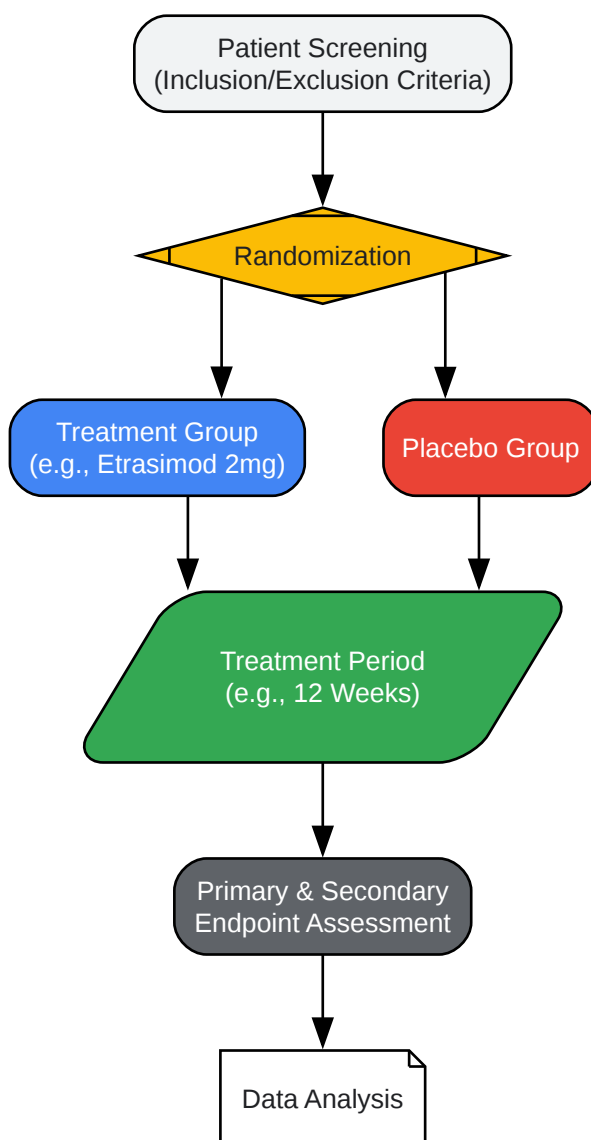 Patient Screening
(Inclusion/Exclusion Criteria)
Randomization
Treatment Group
(e.g., Etrasimod 2mg)
Placebo Group
Treatment Period
(e.g., 12 Weeks)
Primary & Secondary
Endpoint Assessment
Data Analysis